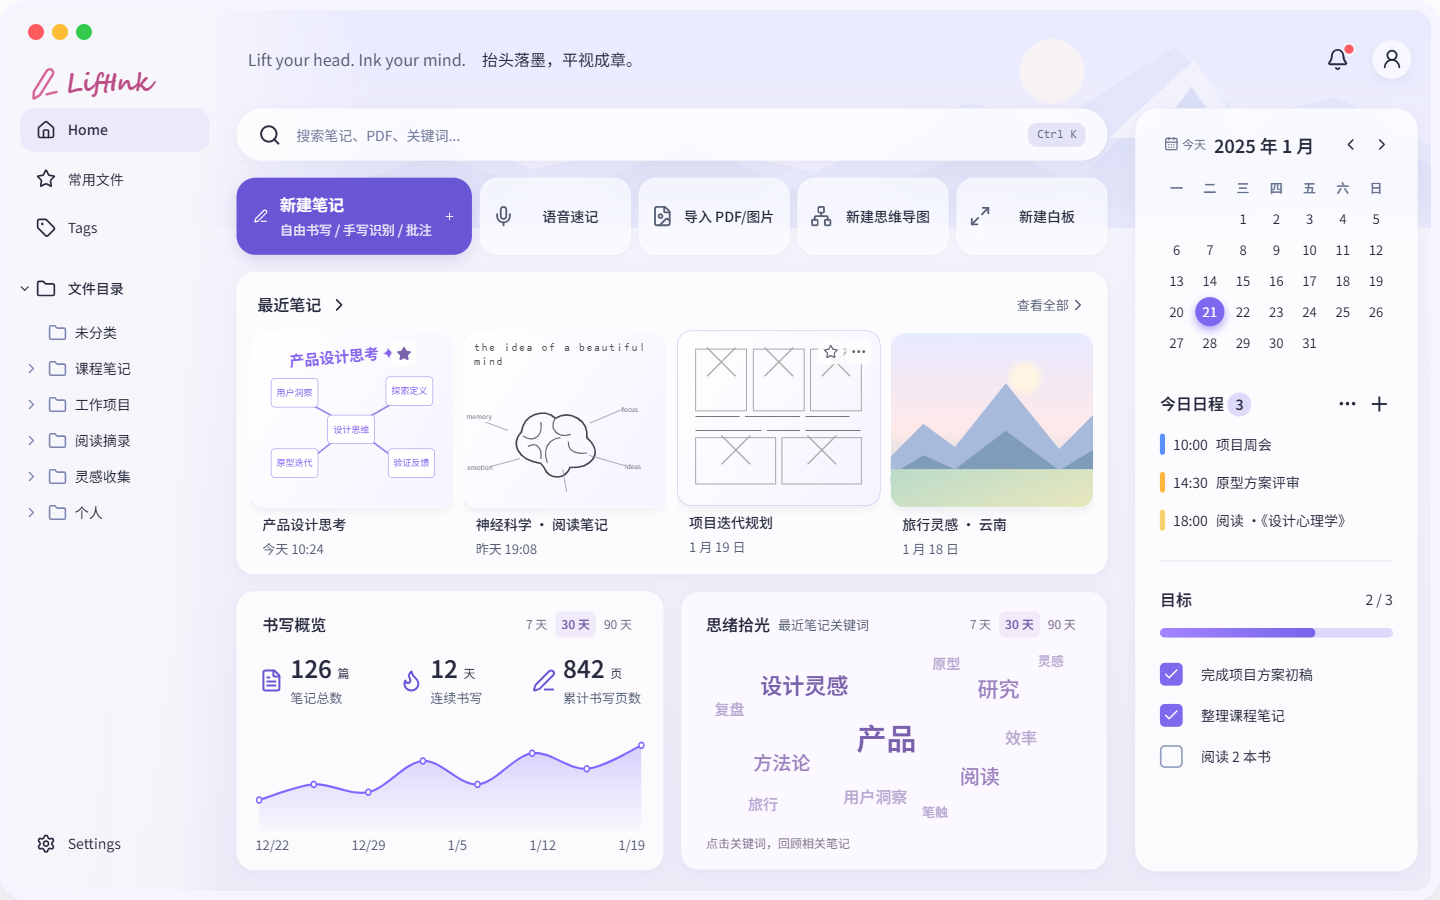 LiftInk
Home
常用文件
Tags
文件目录
未分类
课程笔记
工作项目
阅读摘录
灵感收集
个人
Settings
Lift your head. Ink your mind. 抬头落墨，平视成章。
搜索笔记、PDF、关键词...
Ctrl K
新建笔记
自由书写 / 手写识别 / 批注
+
语音速记
导入 PDF/图片
新建思维导图
新建白板
最近笔记
查看全部
产品设计思考
用户洞察
探索定义
设计思维
原型迭代
验证反馈
产品设计思考
今天 10:24
the idea of a beautiful
mind
memory
focus
emotion
ideas
神经科学 · 阅读笔记
昨天 19:08
项目迭代规划
1 月 19 日
旅行灵感 · 云南
1 月 18 日
书写概览
7 天 30 天 90 天
126 篇
笔记总数
12 天
连续书写
842 页
累计书写页数
12/22 12/29 1/5 1/12 1/19
思绪拾光 最近笔记关键词
7 天 30 天 90 天
原型
灵感
设计灵感
研究
复盘
产品
效率
方法论
阅读
旅行
用户洞察
笔触
点击关键词，回顾相关笔记
今天 2025 年 1 月
一 二 三 四 五 六 日
1 2 3 4 5
6 7 8 9 10 11 12
13 14 15 16 17 18 19
20 21 22 23 24 25 26
27 28 29 30 31
今日日程 3
10:00 项目周会
14:30 原型方案评审
18:00 阅读 ·《设计心理学》
目标 2 / 3
完成项目方案初稿
整理课程笔记
阅读 2 本书